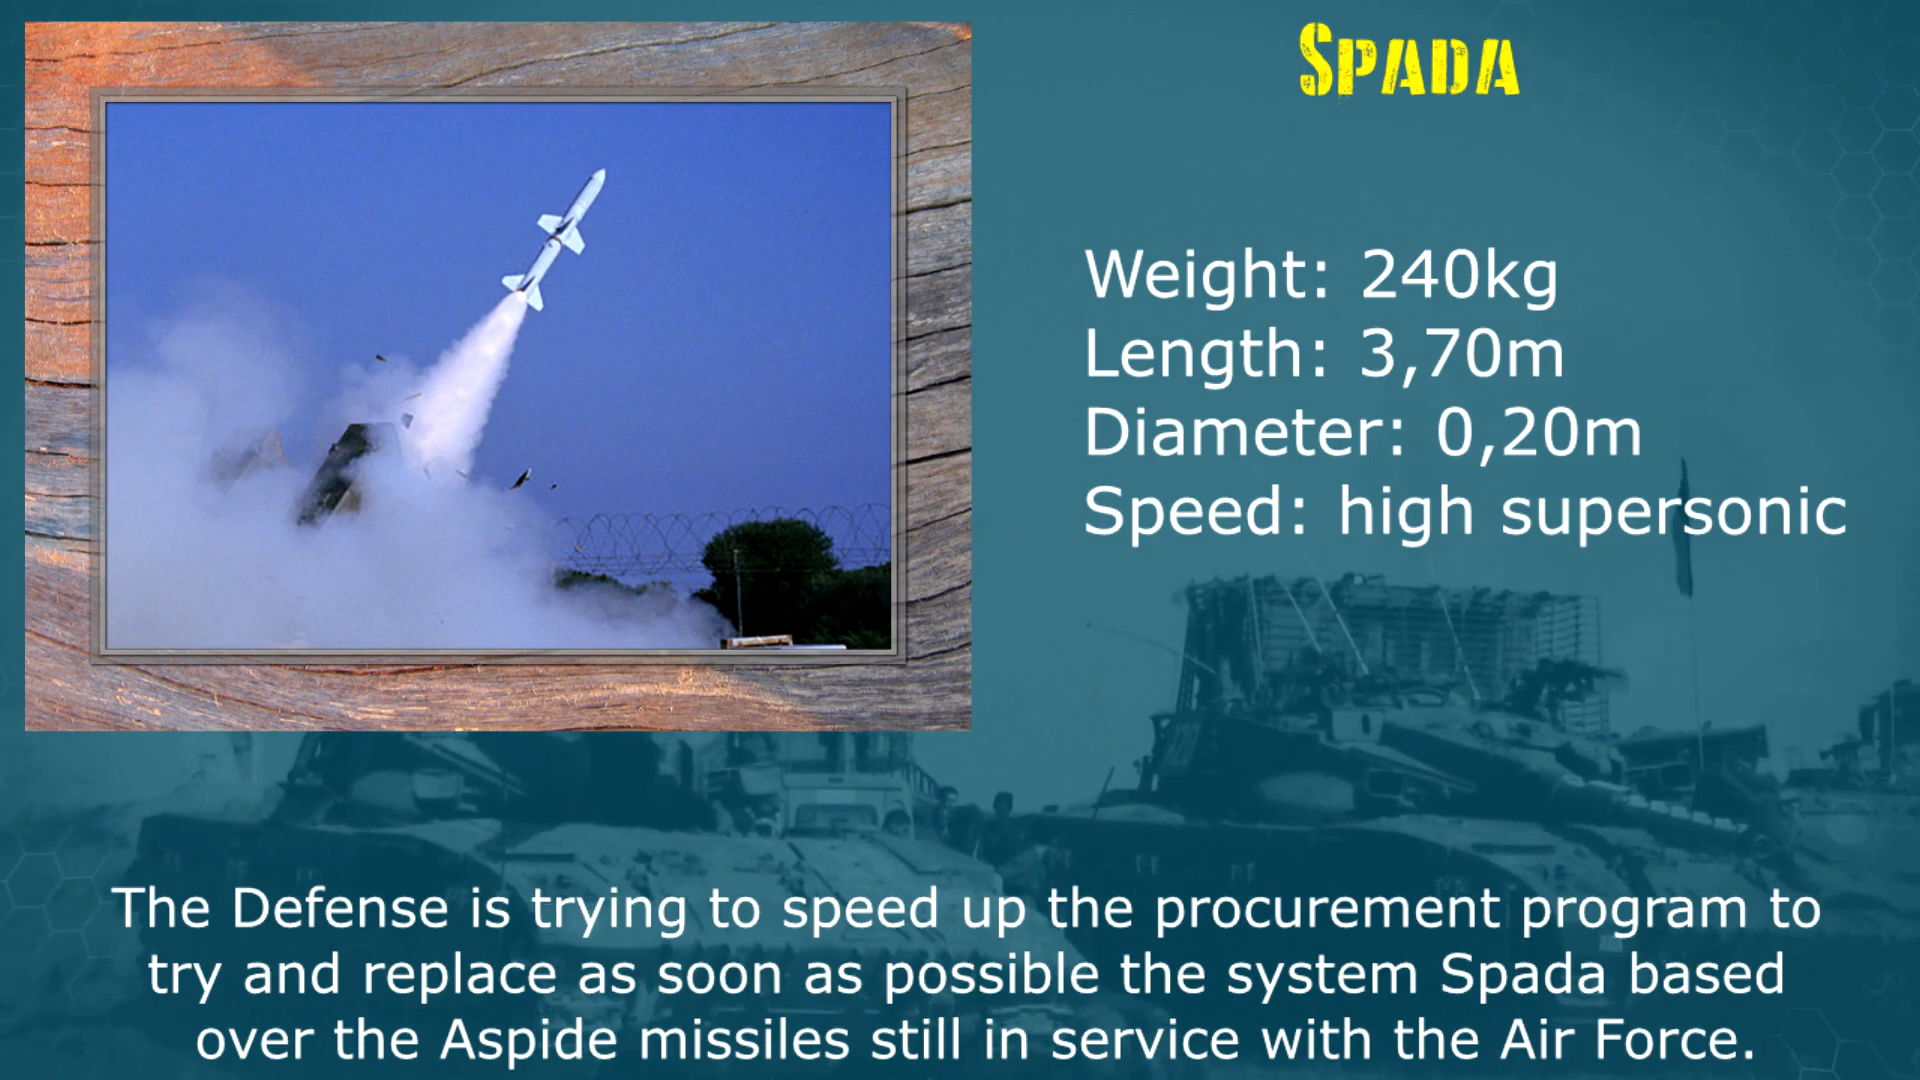 Spada
Weight: 240kg
Length: 3,70m
Diameter: 0,20m
Speed: high supersonic
The Defense is trying to speed up the procurement program to
try and replace as soon as possible the system Spada based
over the Aspide missiles still in service with the Air Force.